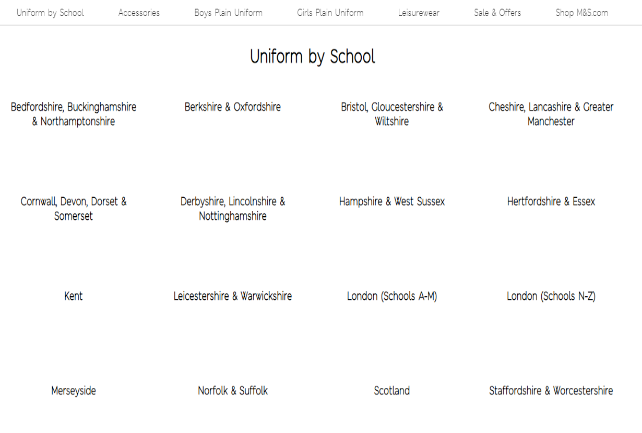 Uniform by School Accessories Boys Plain Uniform Girls Plain Uniform Leisurewear Sale & Offers Shop M&S.com
Uniform by School
Bedfordshire, Buckinghamshire
& Northamptonshire
Berkshire & Oxfordshire
Bristol, Gloucestershire &
Wiltshire
Cheshire, Lancashire & Greater
Manchester
Cornwall, Devon, Dorset &
Somerset
Derbyshire, Lincolnshire &
Nottinghamshire
Hampshire & West Sussex
Hertfordshire & Essex
Kent
Leicestershire & Warwickshire
London (Schools A-M)
London (Schools N-Z)
Merseyside
Norfolk & Suffolk
Scotland
Staffordshire & Worcestershire